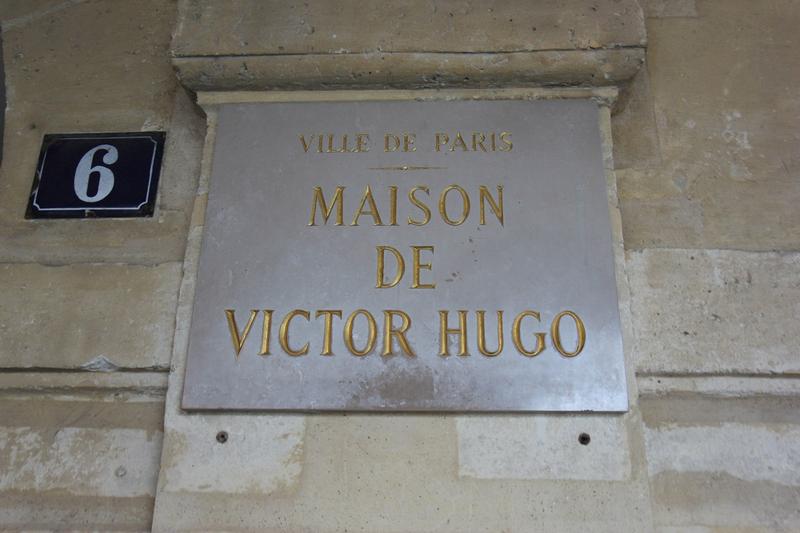 6
VILLE DE PARIS
MAISON
DE
VICTOR HUGO